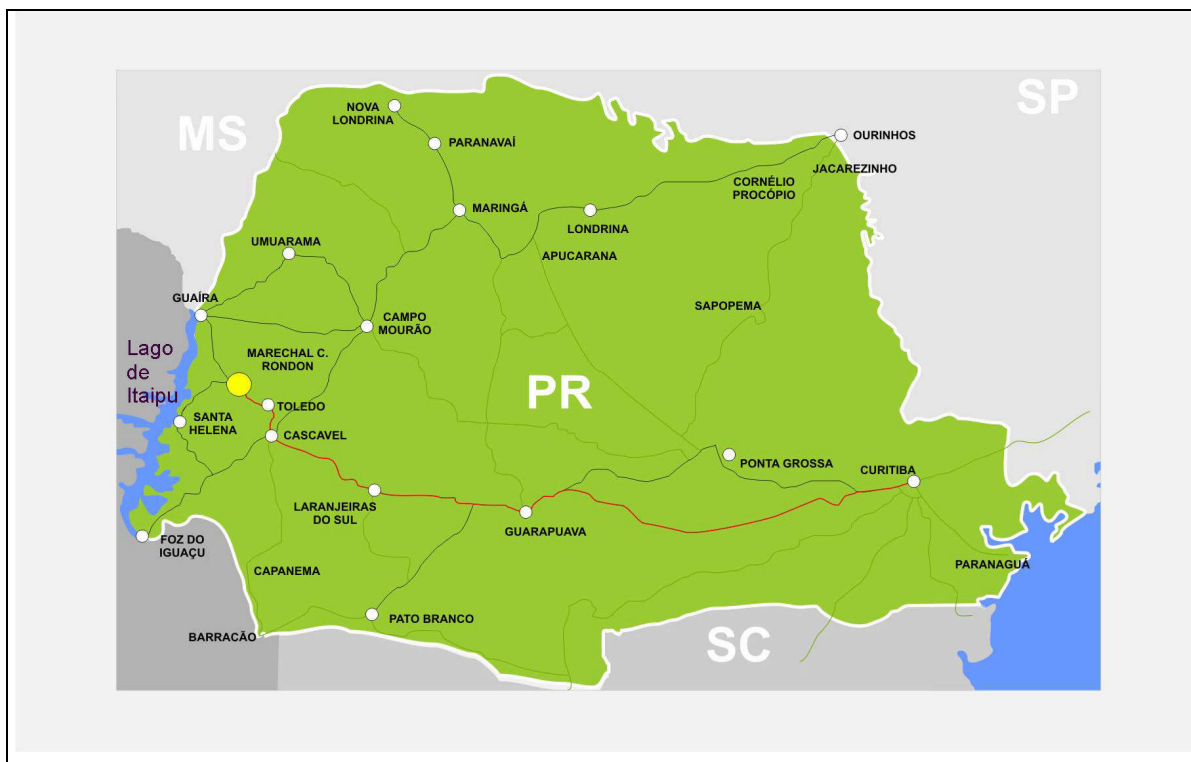 SP
MS
NOVA
LONDRINA
PARANAVAÍ
OURINHOS
JACAREZINHO
CORNÉLIO
PROCÓPIO
MARINGÁ
LONDRINA
UMUARAMA
APUCARANA
GUAÍRA
SAPOPEMA
CAMPO
MOURÃO
Lago
de
Itaipu
MARECHAL C.
RONDON
PR
TOLEDO
SANTA
HELENA
CASCAVEL
PONTA GROSSA
CURITIBA
LARANJEIRAS
DO SUL
GUARAPUAVA
FOZ DO
IGUAÇU
CAPANEMA
PARANAGUÁ
PATO BRANCO
BARRACÃO
SC